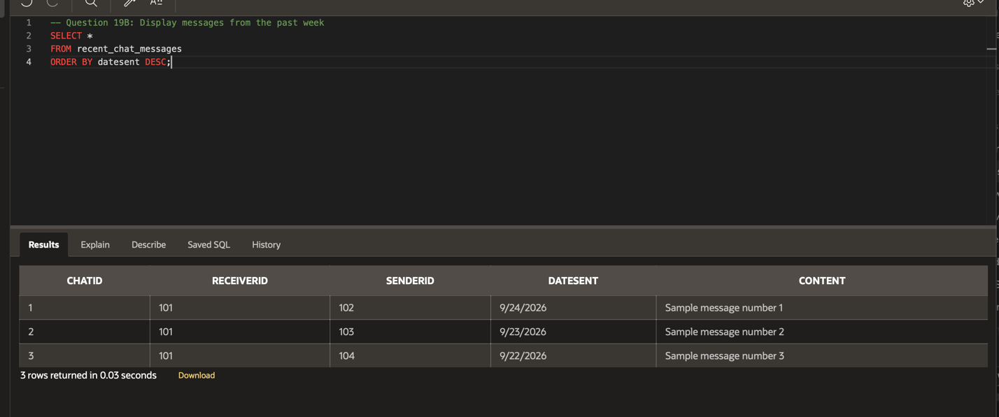 1 -- Question 19B: Display messages from the past week
2 SELECT *
3 FROM recent_chat_messages
4 ORDER BY datesent DESC;
Results Explain Describe Saved SQL History
CHATID RECEIVERID SENDERID DATESENT CONTENT
1 101 102 9/24/2026 Sample message number 1
2 101 103 9/23/2026 Sample message number 2
3 101 104 9/22/2026 Sample message number 3
3 rows returned in 0.03 seconds Download